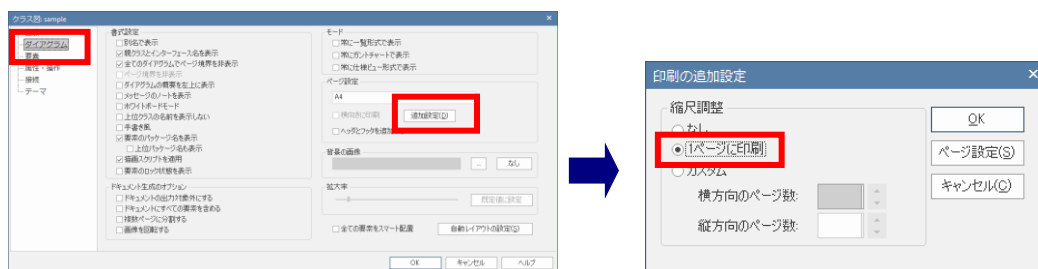 クラス図: sample
ダイアグラム
要素
属性・操作
接続
テーマ
書式設定
別名で表示
親クラスとインターフェース名を表示
全てのダイアグラムでページ境界を非表示
ページ境界を非表示
ダイアグラムの概要を左上に表示
メッセージのノートを表示
ホワイトボードモード
上位クラスの名前を表示しない
手書き風
要素のパッケージ名を表示
上位パッケージ名も表示
描画スクリプトを適用
要素のロック状態を表示
ドキュメント生成のオプション
ドキュメントの出力対象外にする
ドキュメントにすべての要素を含める
複数ページに分割する
画像を回転する
モード
常に一覧形式で表示
常にガントチャートで表示
常に仕様ビュー形式で表示
ページ設定
A4
横向きに印刷
追加設定(D)
ヘッダとフッタを追加
背景の画像
...
なし
拡大率
既定値に設定
全ての要素をスマート配置
自動レイアウトの設定(S)
OK
キャンセル
ヘルプ
印刷の追加設定
縮尺調整
なし
1ページに印刷
カスタム
横方向のページ数:
縦方向のページ数:
OK
ページ設定(S)
キャンセル(C)